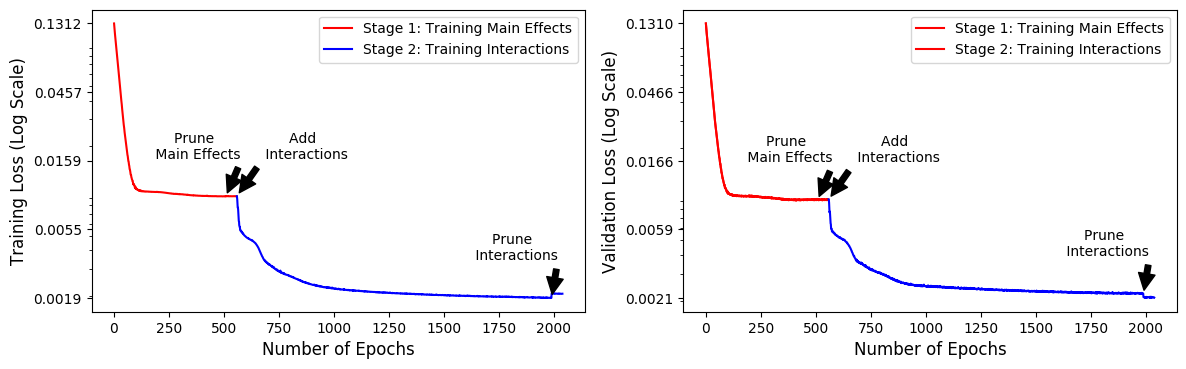 Training Loss (Log Scale)
0.1312
0.0457
0.0159
0.0055
0.0019
Stage 1: Training Main Effects
Stage 2: Training Interactions
Prune
Main Effects
Add
Interactions
Prune
Interactions
0 250 500 750 1000 1250 1500 1750 2000
Number of Epochs
Validation Loss (Log Scale)
0.1310
0.0466
0.0166
0.0059
0.0021
Stage 1: Training Main Effects
Stage 2: Training Interactions
Prune
Main Effects
Add
Interactions
Prune
Interactions
0 250 500 750 1000 1250 1500 1750 2000
Number of Epochs